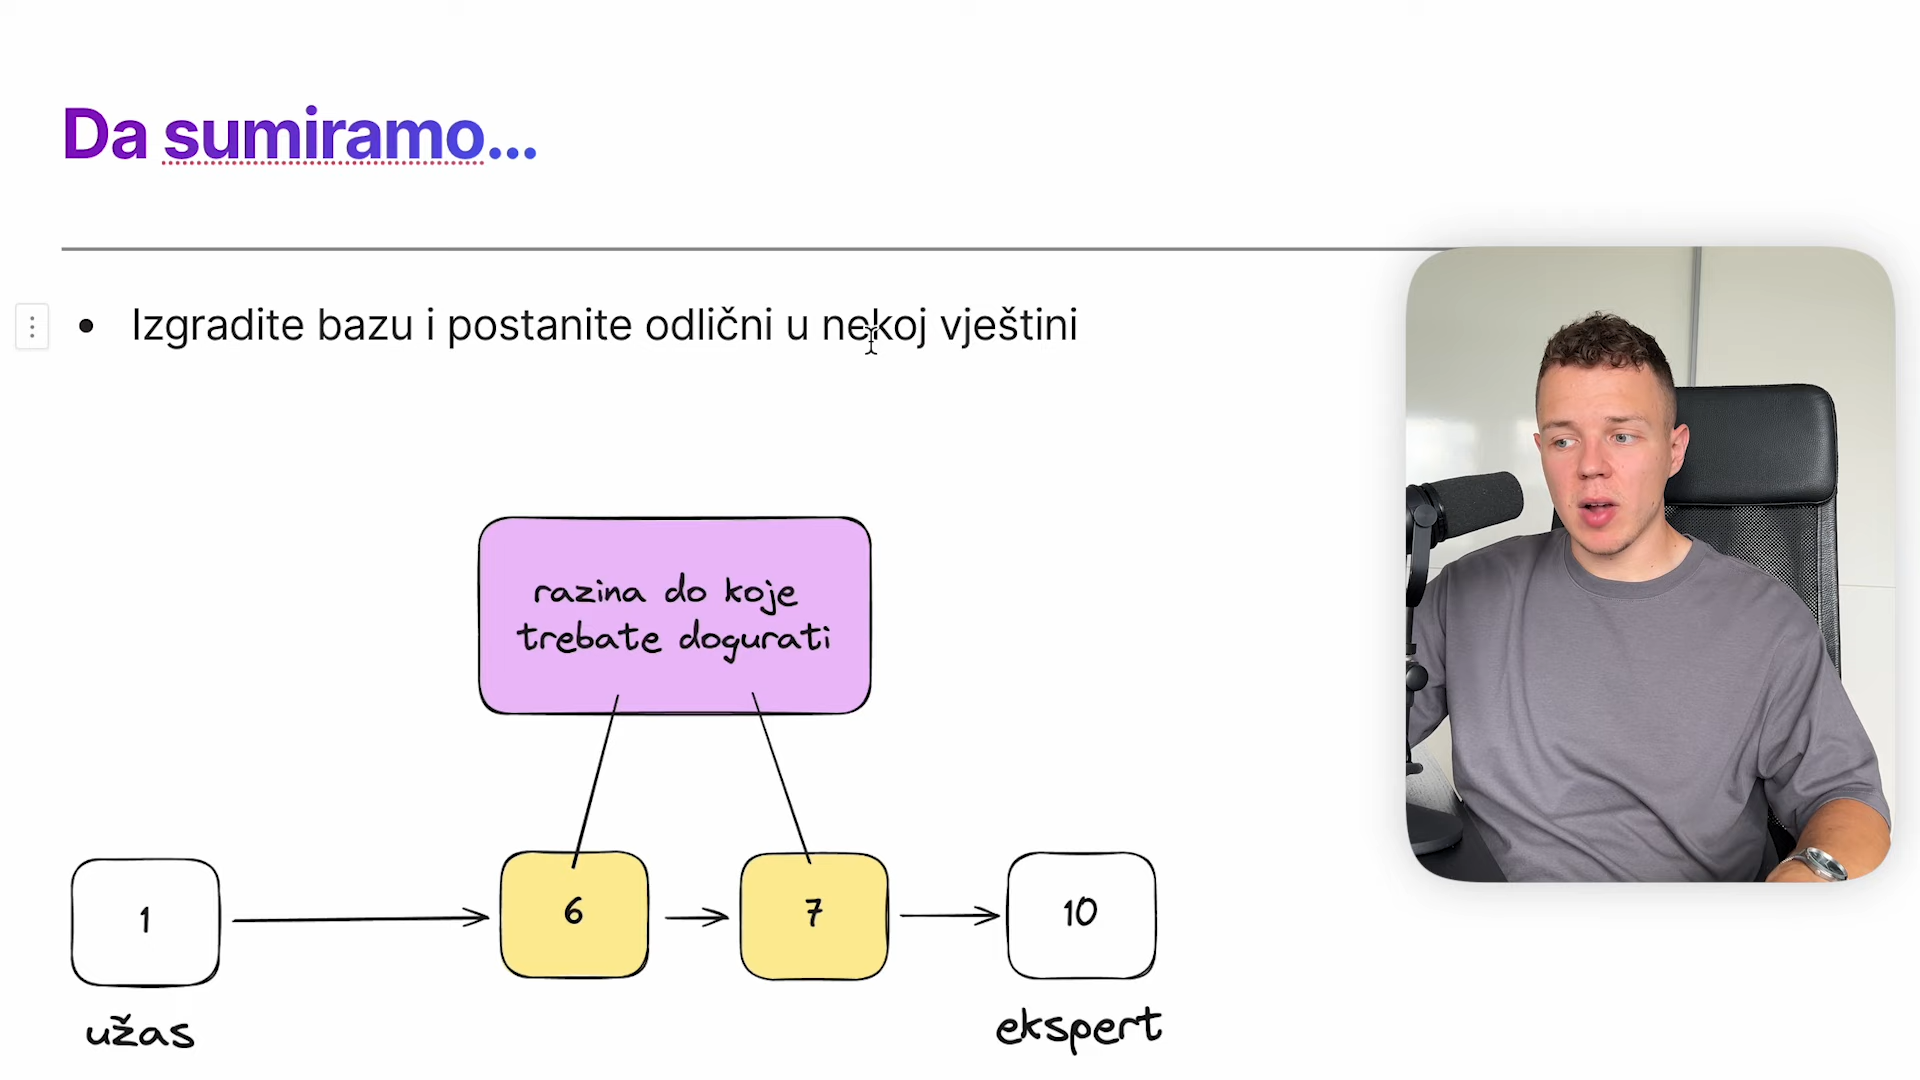 Da sumiramo...
Izgradite bazu i postanite odlični u nekoj vještini
razina do koje
trebate dogurati
1
6
7
10
užas
ekspert